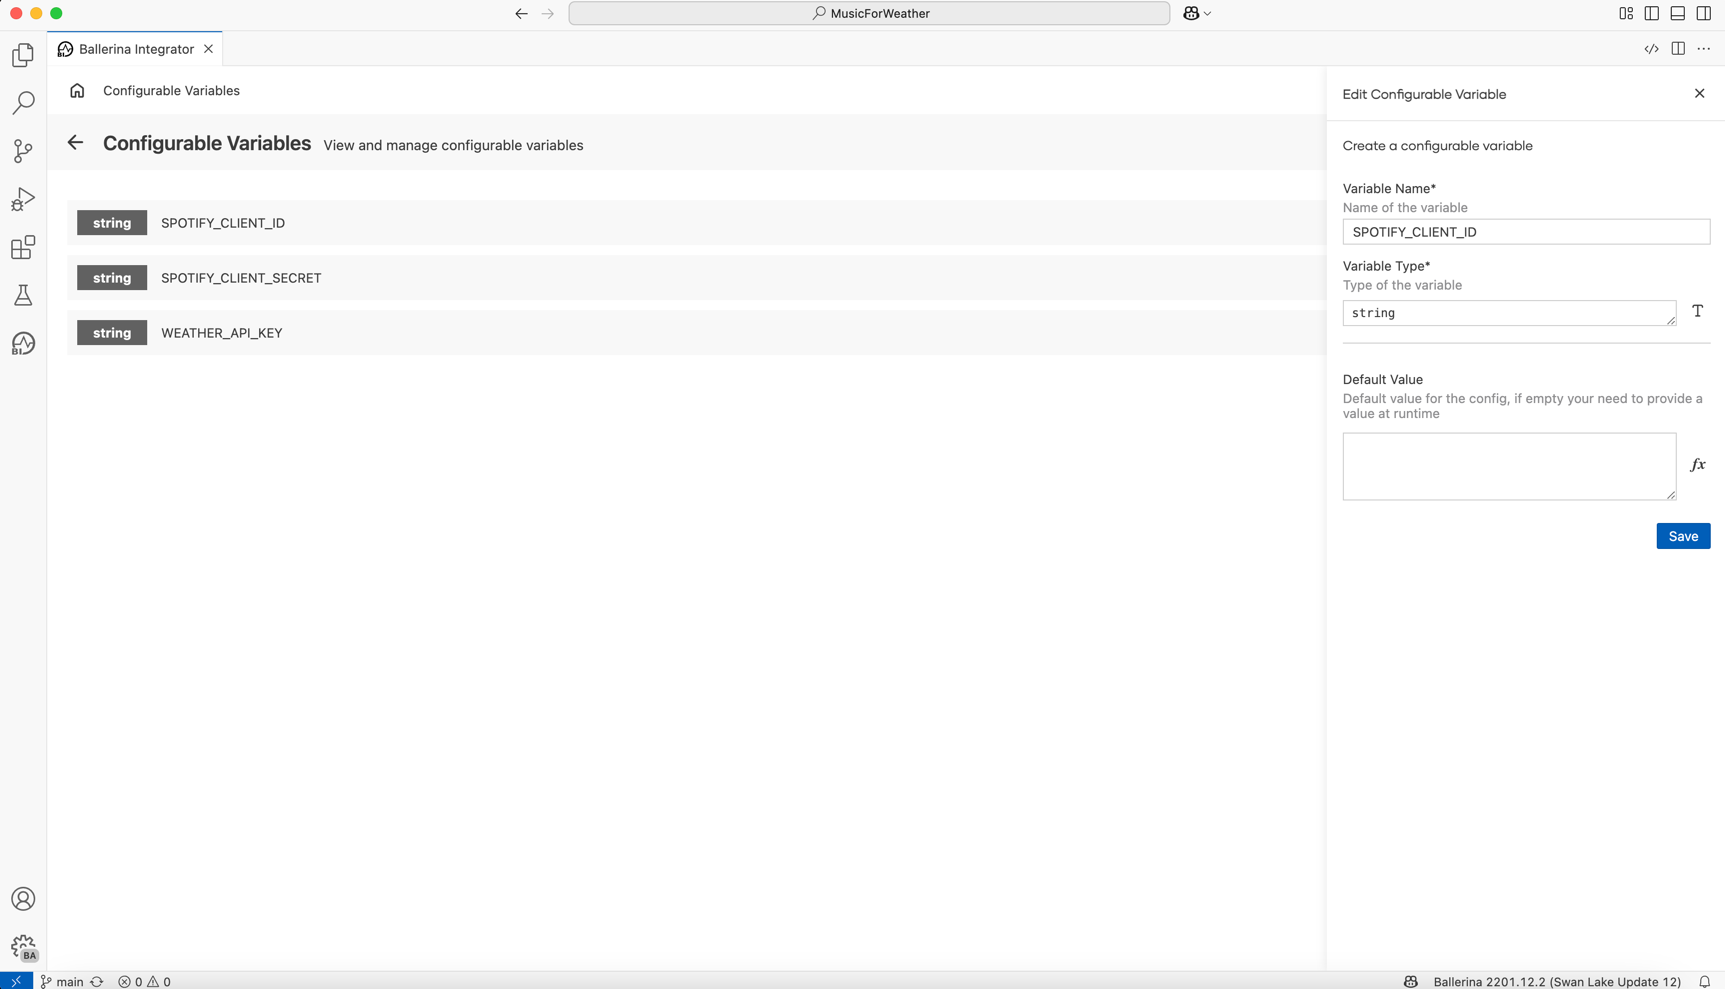 MusicForWeather
Ballerina Integrator
Configurable Variables
Configurable Variables View and manage configurable variables
string SPOTIFY_CLIENT_ID
string SPOTIFY_CLIENT_SECRET
string WEATHER_API_KEY
Edit Configurable Variable
Create a configurable variable
Variable Name*
Name of the variable
SPOTIFY_CLIENT_ID
Variable Type*
Type of the variable
string
T
Default Value
Default value for the config, if empty your need to provide a
value at runtime
fx
Save
BI
BA
main 0 0
Ballerina 2201.12.2 (Swan Lake Update 12)